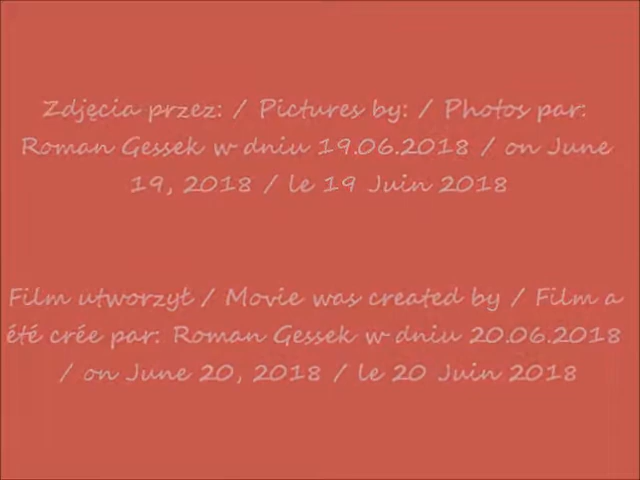 Zdjęcia przez: / Pictures by: / Photos par:
Roman Gessek w dniu 19.06.2018 / on June
19, 2018 / le 19 Juin 2018
Film utworzył / Movie was created by / Film a
été crée par: Roman Gessek w dniu 20.06.2018
/ on June 20, 2018 / le 20 Juin 2018